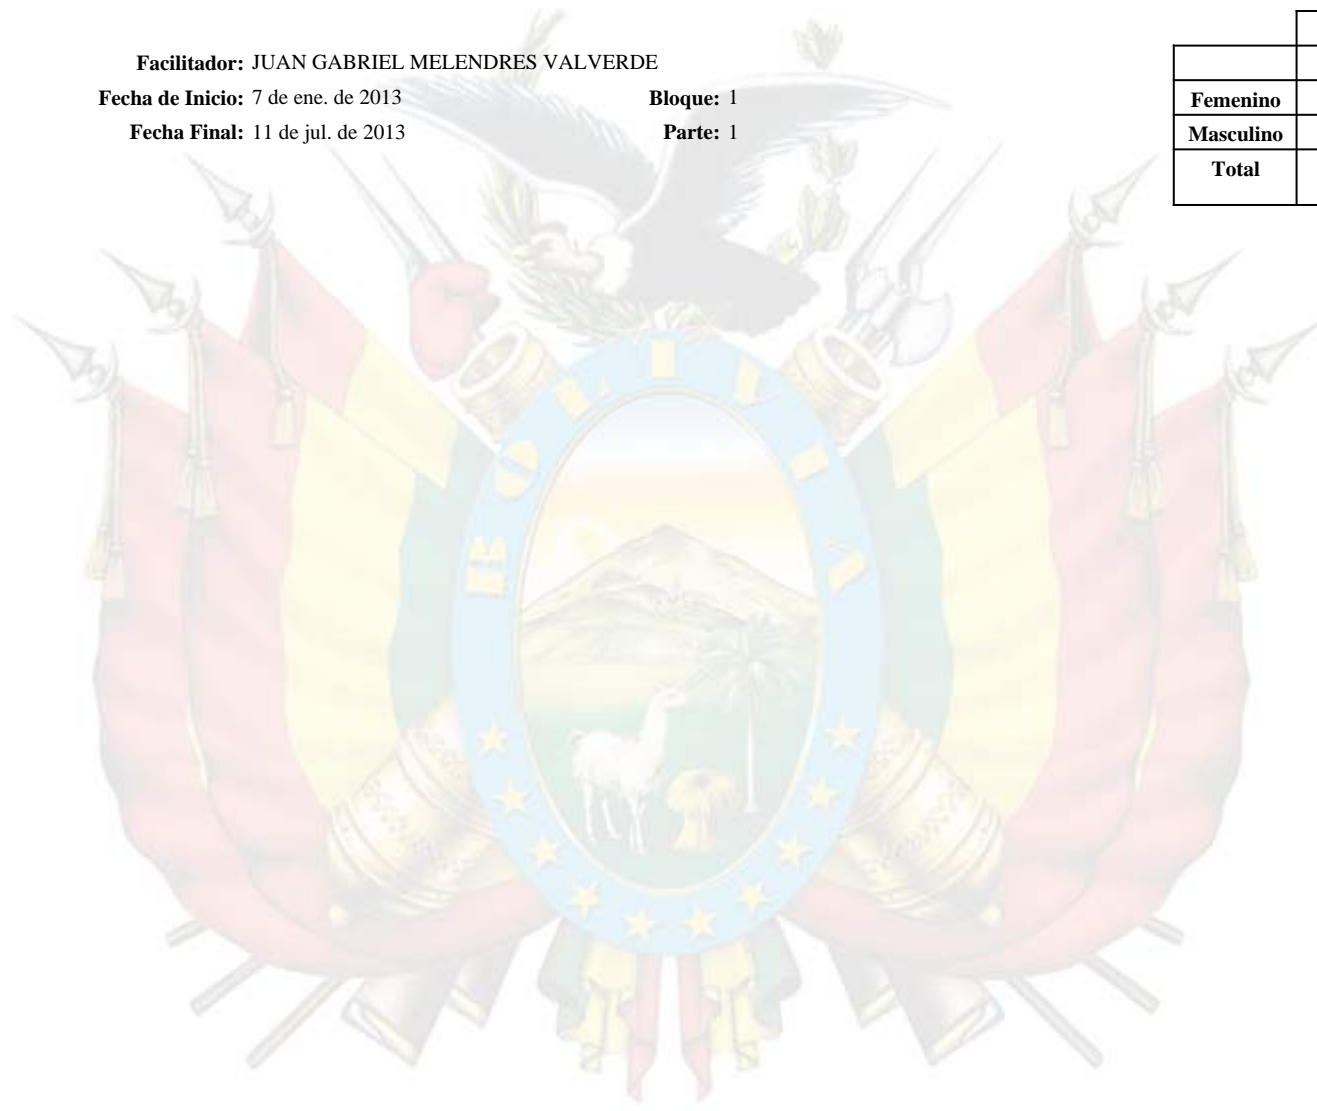 Facilitador: JUAN GABRIEL MELENDRES VALVERDE
Fecha de Inicio: 7 de ene. de 2013 Bloque: 1
Fecha Final: 11 de jul. de 2013 Parte: 1
Femenino
Masculino
Total
BOLIVIA